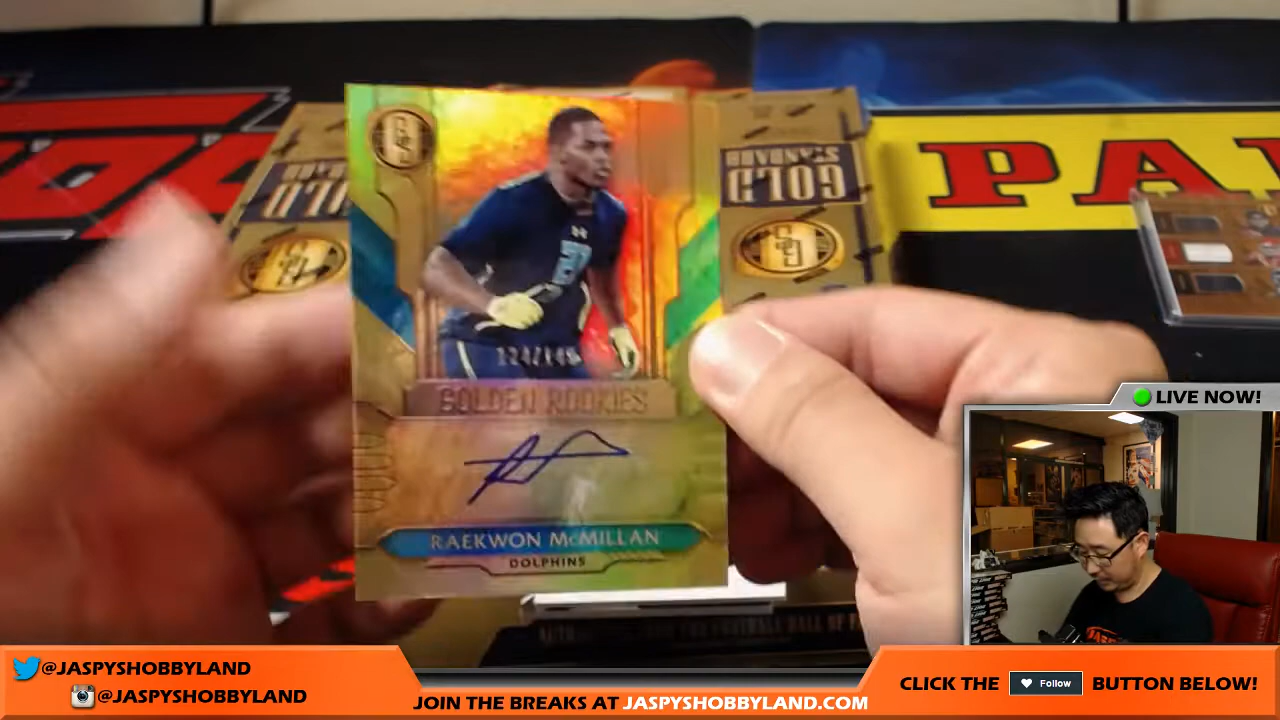 GOLD
STANDARD
PA
GS
GOLDEN ROOKIES
RAEKWON McMILLAN
DOLPHINS
LIVE NOW!
@JASPYSHOBBYLAND
@JASPYSHOBBYLAND
JOIN THE BREAKS AT JASPYSHOBBYLAND.COM
CLICK THE Follow BUTTON BELOW!